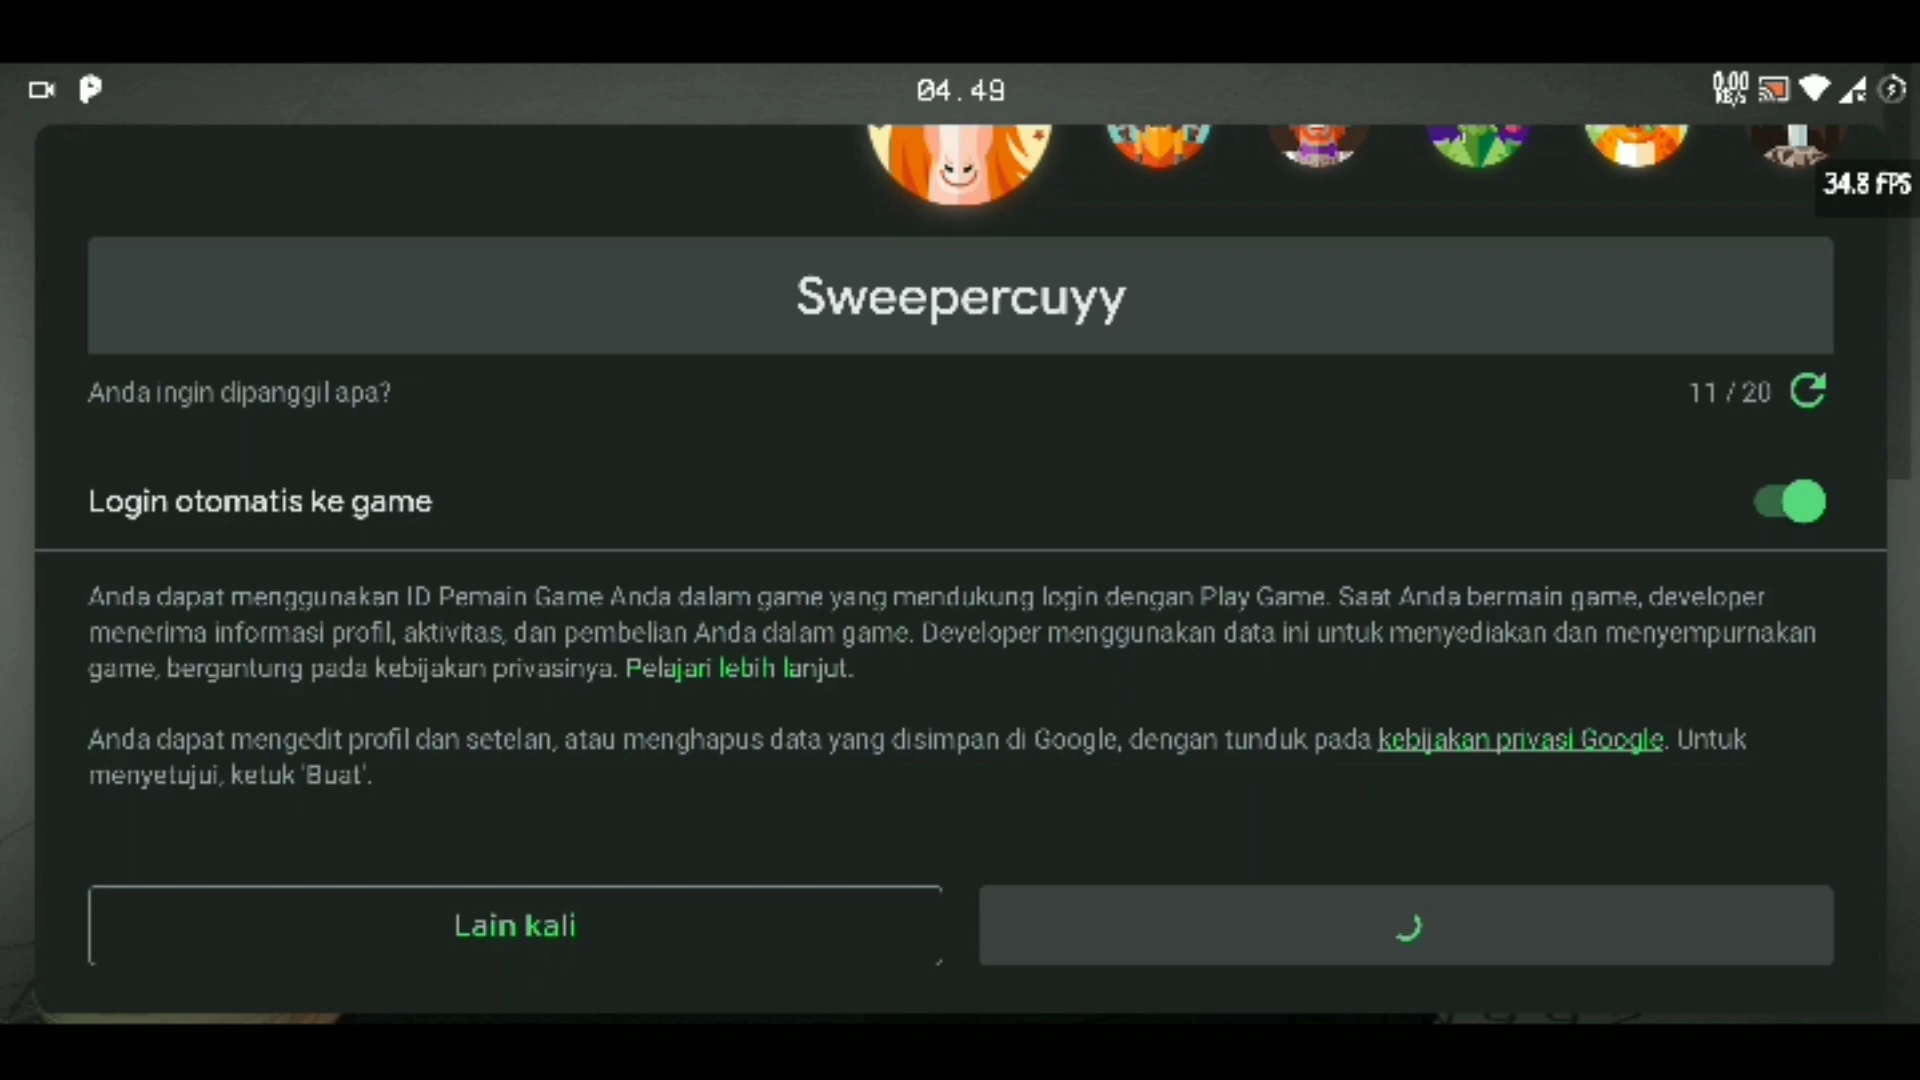 04.49
0.00
KB/s
34.8 FPS
Sweepercuyy
Anda ingin dipanggil apa?
11 / 20
Login otomatis ke game
Anda dapat menggunakan ID Pemain Game Anda dalam game yang mendukung login dengan Play Game. Saat Anda bermain game, developer
menerima informasi profil, aktivitas, dan pembelian Anda dalam game. Developer menggunakan data ini untuk menyediakan dan menyempurnakan
game, bergantung pada kebijakan privasinya. Pelajari lebih lanjut.
Anda dapat mengedit profil dan setelan, atau menghapus data yang disimpan di Google, dengan tunduk pada kebijakan privasi Google. Untuk
menyetujui, ketuk 'Buat'.
Lain kali